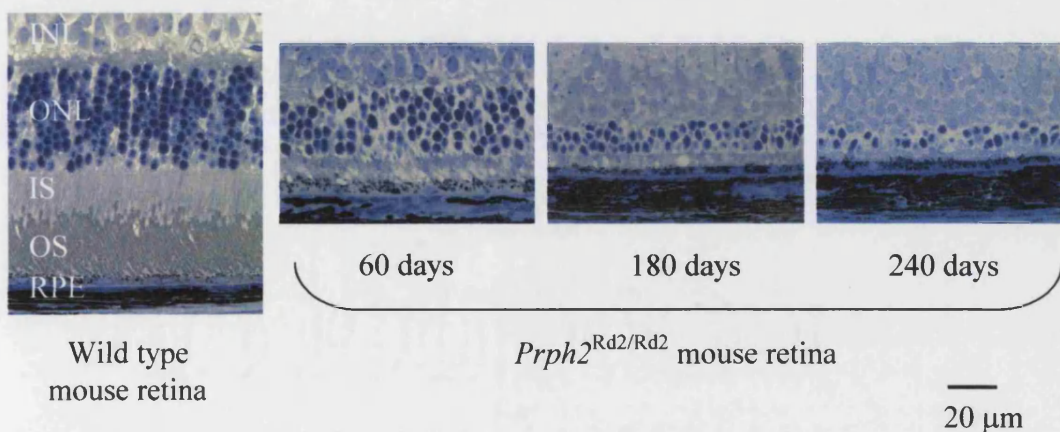 INL
ONL
IS
OS
RPE
60 days
180 days
240 days
Wild type
mouse retina
Prph2Rd2/Rd2 mouse retina
20 μm